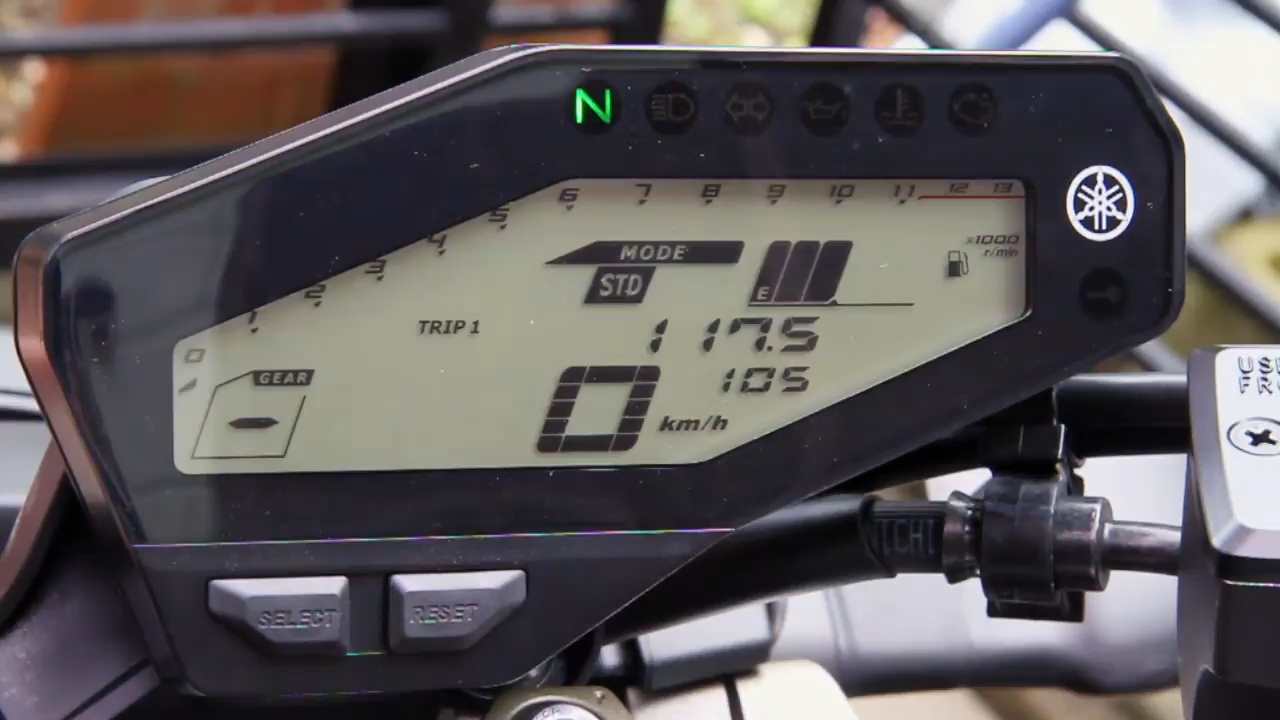 N
6 7 8 9 10 11 12 13
5
4
3
2
1
0
x1000
r/min
MODE
STD
E
TRIP 1
117.5
105
GEAR
-
0 km/h
SELECT RESET